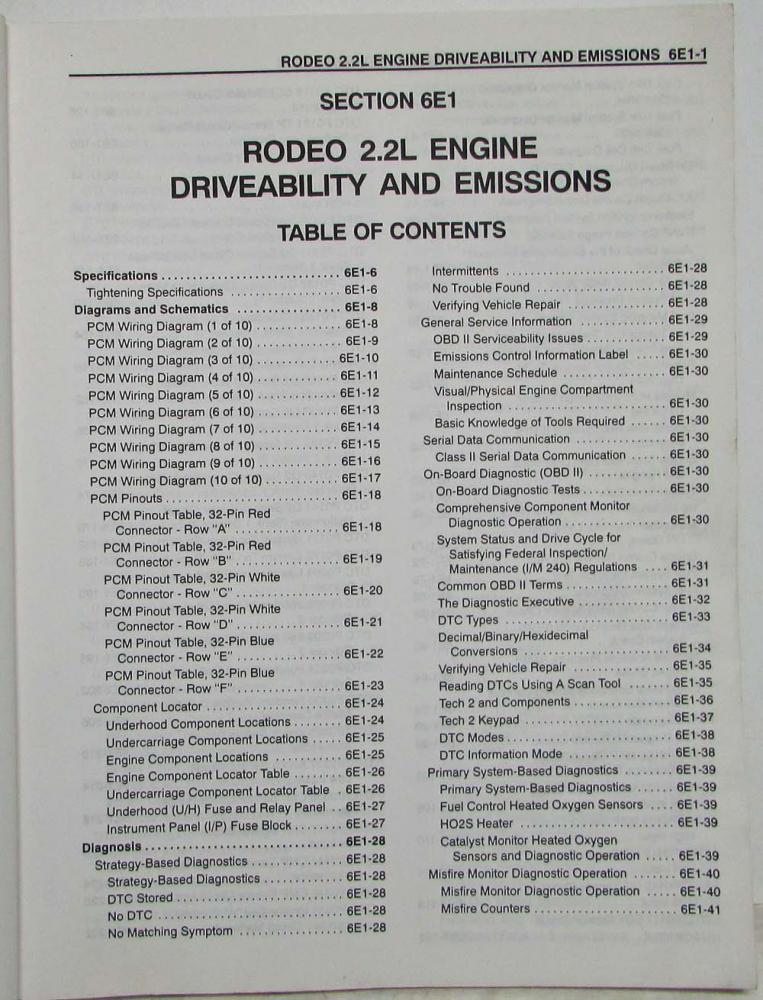 RODEO 2.2L ENGINE DRIVEABILITY AND EMISSIONS 6E1-1
SECTION 6E1
RODEO 2.2L ENGINE
DRIVEABILITY AND EMISSIONS
TABLE OF CONTENTS
Specifications ........................... 6E1-6
Tightening Specifications ................. 6E1-6
Diagrams and Schematics ................ 6E1-8
PCM Wiring Diagram (1 of 10) ............. 6E1-8
PCM Wiring Diagram (2 of 10) ............. 6E1-9
PCM Wiring Diagram (3 of 10) ............ 6E1-10
PCM Wiring Diagram (4 of 10) ............ 6E1-11
PCM Wiring Diagram (5 of 10) ............ 6E1-12
PCM Wiring Diagram (6 of 10) ............ 6E1-13
PCM Wiring Diagram (7 of 10) ............ 6E1-14
PCM Wiring Diagram (8 of 10) ............ 6E1-15
PCM Wiring Diagram (9 of 10) ............ 6E1-16
PCM Wiring Diagram (10 of 10) ........... 6E1-17
PCM Pinouts .......................... 6E1-18
PCM Pinout Table, 32-Pin Red
Connector - Row "A" ................ 6E1-18
PCM Pinout Table, 32-Pin Red
Connector - Row "B" ................ 6E1-19
PCM Pinout Table, 32-Pin White
Connector - Row "C" ................ 6E1-20
PCM Pinout Table, 32-Pin White
Connector - Row "D" ................ 6E1-21
PCM Pinout Table, 32-Pin Blue
Connector - Row "E" ................ 6E1-22
PCM Pinout Table, 32-Pin Blue
Connector - Row "F" ................ 6E1-23
Component Locator ..................... 6E1-24
Underhood Component Locations ........ 6E1-24
Undercarriage Component Locations ..... 6E1-25
Engine Component Locations ........... 6E1-25
Engine Component Locator Table ........ 6E1-26
Undercarriage Component Locator Table . 6E1-26
Underhood (U/H) Fuse and Relay Panel .. 6E1-27
Instrument Panel (I/P) Fuse Block ........ 6E1-27
Diagnosis .............................. 6E1-28
Strategy-Based Diagnostics .............. 6E1-28
Strategy-Based Diagnostics ............ 6E1-28
DTC Stored ......................... 6E1-28
No DTC ............................ 6E1-28
No Matching Symptom ................ 6E1-28
Intermittents ........................ 6E1-28
No Trouble Found .................... 6E1-28
Verifying Vehicle Repair ............... 6E1-28
General Service Information ............. 6E1-29
OBD II Serviceability Issues ............. 6E1-29
Emissions Control Information Label ..... 6E1-30
Maintenance Schedule ................ 6E1-30
Visual/Physical Engine Compartment
Inspection ........................ 6E1-30
Basic Knowledge of Tools Required ...... 6E1-30
Serial Data Communication .............. 6E1-30
Class II Serial Data Communication ...... 6E1-30
On-Board Diagnostic (OBD II) ............ 6E1-30
On-Board Diagnostic Tests ............. 6E1-30
Comprehensive Component Monitor
Diagnostic Operation ................ 6E1-30
System Status and Drive Cycle for
Satisfying Federal Inspection/
Maintenance (I/M 240) Regulations .... 6E1-31
Common OBD II Terms ................ 6E1-31
The Diagnostic Executive .............. 6E1-32
DTC Types ......................... 6E1-33
Decimal/Binary/Hexidecimal
Conversions ....................... 6E1-34
Verifying Vehicle Repair ............... 6E1-35
Reading DTCs Using A Scan Tool ....... 6E1-35
Tech 2 and Components ............... 6E1-36
Tech 2 Keypad ...................... 6E1-37
DTC Modes ......................... 6E1-38
DTC Information Mode ................ 6E1-38
Primary System-Based Diagnostics ........ 6E1-39
Primary System-Based Diagnostics ...... 6E1-39
Fuel Control Heated Oxygen Sensors .... 6E1-39
HO2S Heater ....................... 6E1-39
Catalyst Monitor Heated Oxygen
Sensors and Diagnostic Operation ..... 6E1-39
Misfire Monitor Diagnostic Operation ....... 6E1-40
Misfire Monitor Diagnostic Operation ..... 6E1-40
Misfire Counters ...................... 6E1-41